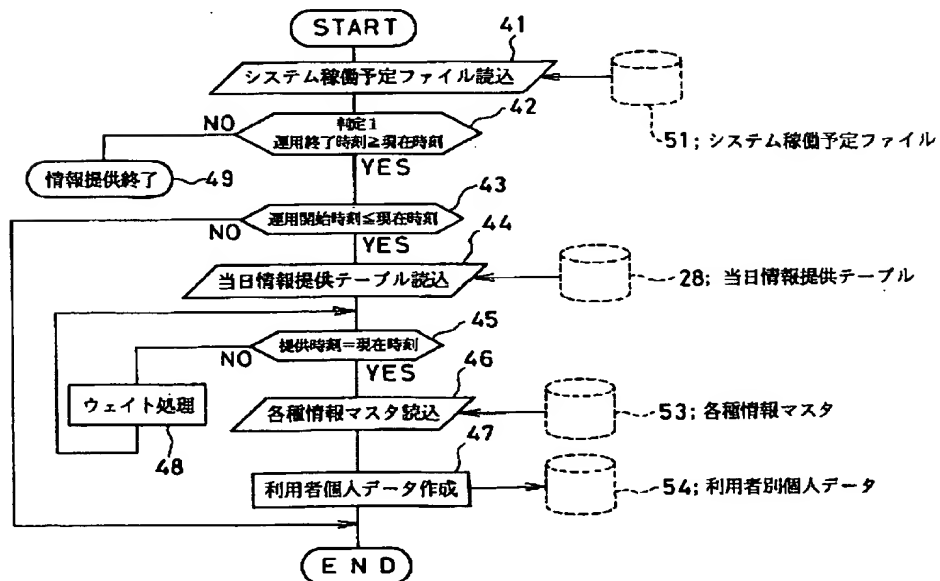 START
41
システム稼働予定ファイル読込
42
NO
判定1
運用終了時刻≧現在時刻
51;システム稼働予定ファイル
YES
情報提供終了
49
43
運用開始時刻≦現在時刻
NO
YES
44
当日情報提供テーブル読込
28;当日情報提供テーブル
45
提供時刻=現在時刻
NO
YES
46
ウェイト処理
各種情報マスタ読込
53;各種情報マスタ
48
47
利用者個人データ作成
54;利用者別個人データ
END